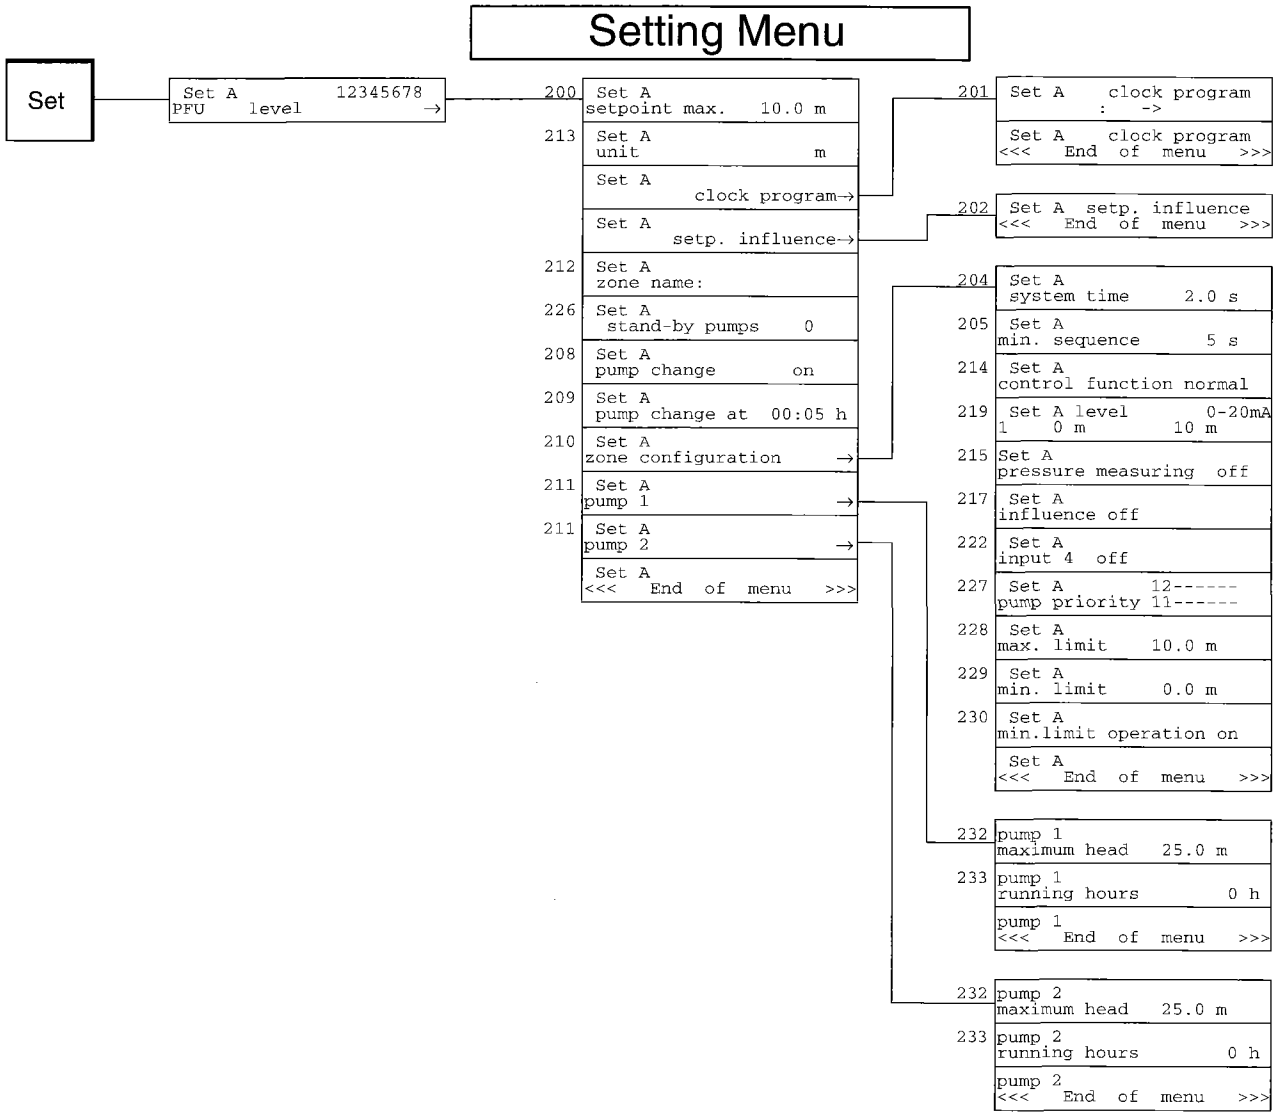 Setting Menu
Set
Set A 12345678
PFU level →
200 Set A
setpoint max. 10.0 m
213 Set A
unit m
Set A
clock program→
Set A
setp. influence→
212 Set A
zone name:
226 Set A
stand-by pumps 0
208 Set A
pump change on
209 Set A
pump change at 00:05 h
210 Set A
zone configuration →
211 Set A
pump 1 →
211 Set A
pump 2 →
Set A
<<< End of menu >>>
201 Set A clock program
: ->
Set A clock program
<<< End of menu >>>
202 Set A setp. influence
<<< End of menu >>>
204 Set A
system time 2.0 s
205 Set A
min. sequence 5 s
214 Set A
control function normal
219 Set A level 0-20mA
1 0 m 10 m
215 Set A
pressure measuring off
217 Set A
influence off
222 Set A
input 4 off
227 Set A 12------
pump priority 11------
228 Set A
max. limit 10.0 m
229 Set A
min. limit 0.0 m
230 Set A
min.limit operation on
Set A
<<< End of menu >>>
232 pump 1
maximum head 25.0 m
233 pump 1
running hours 0 h
pump 1
<<< End of menu >>>
232 pump 2
maximum head 25.0 m
233 pump 2
running hours 0 h
pump 2
<<< End of menu >>>